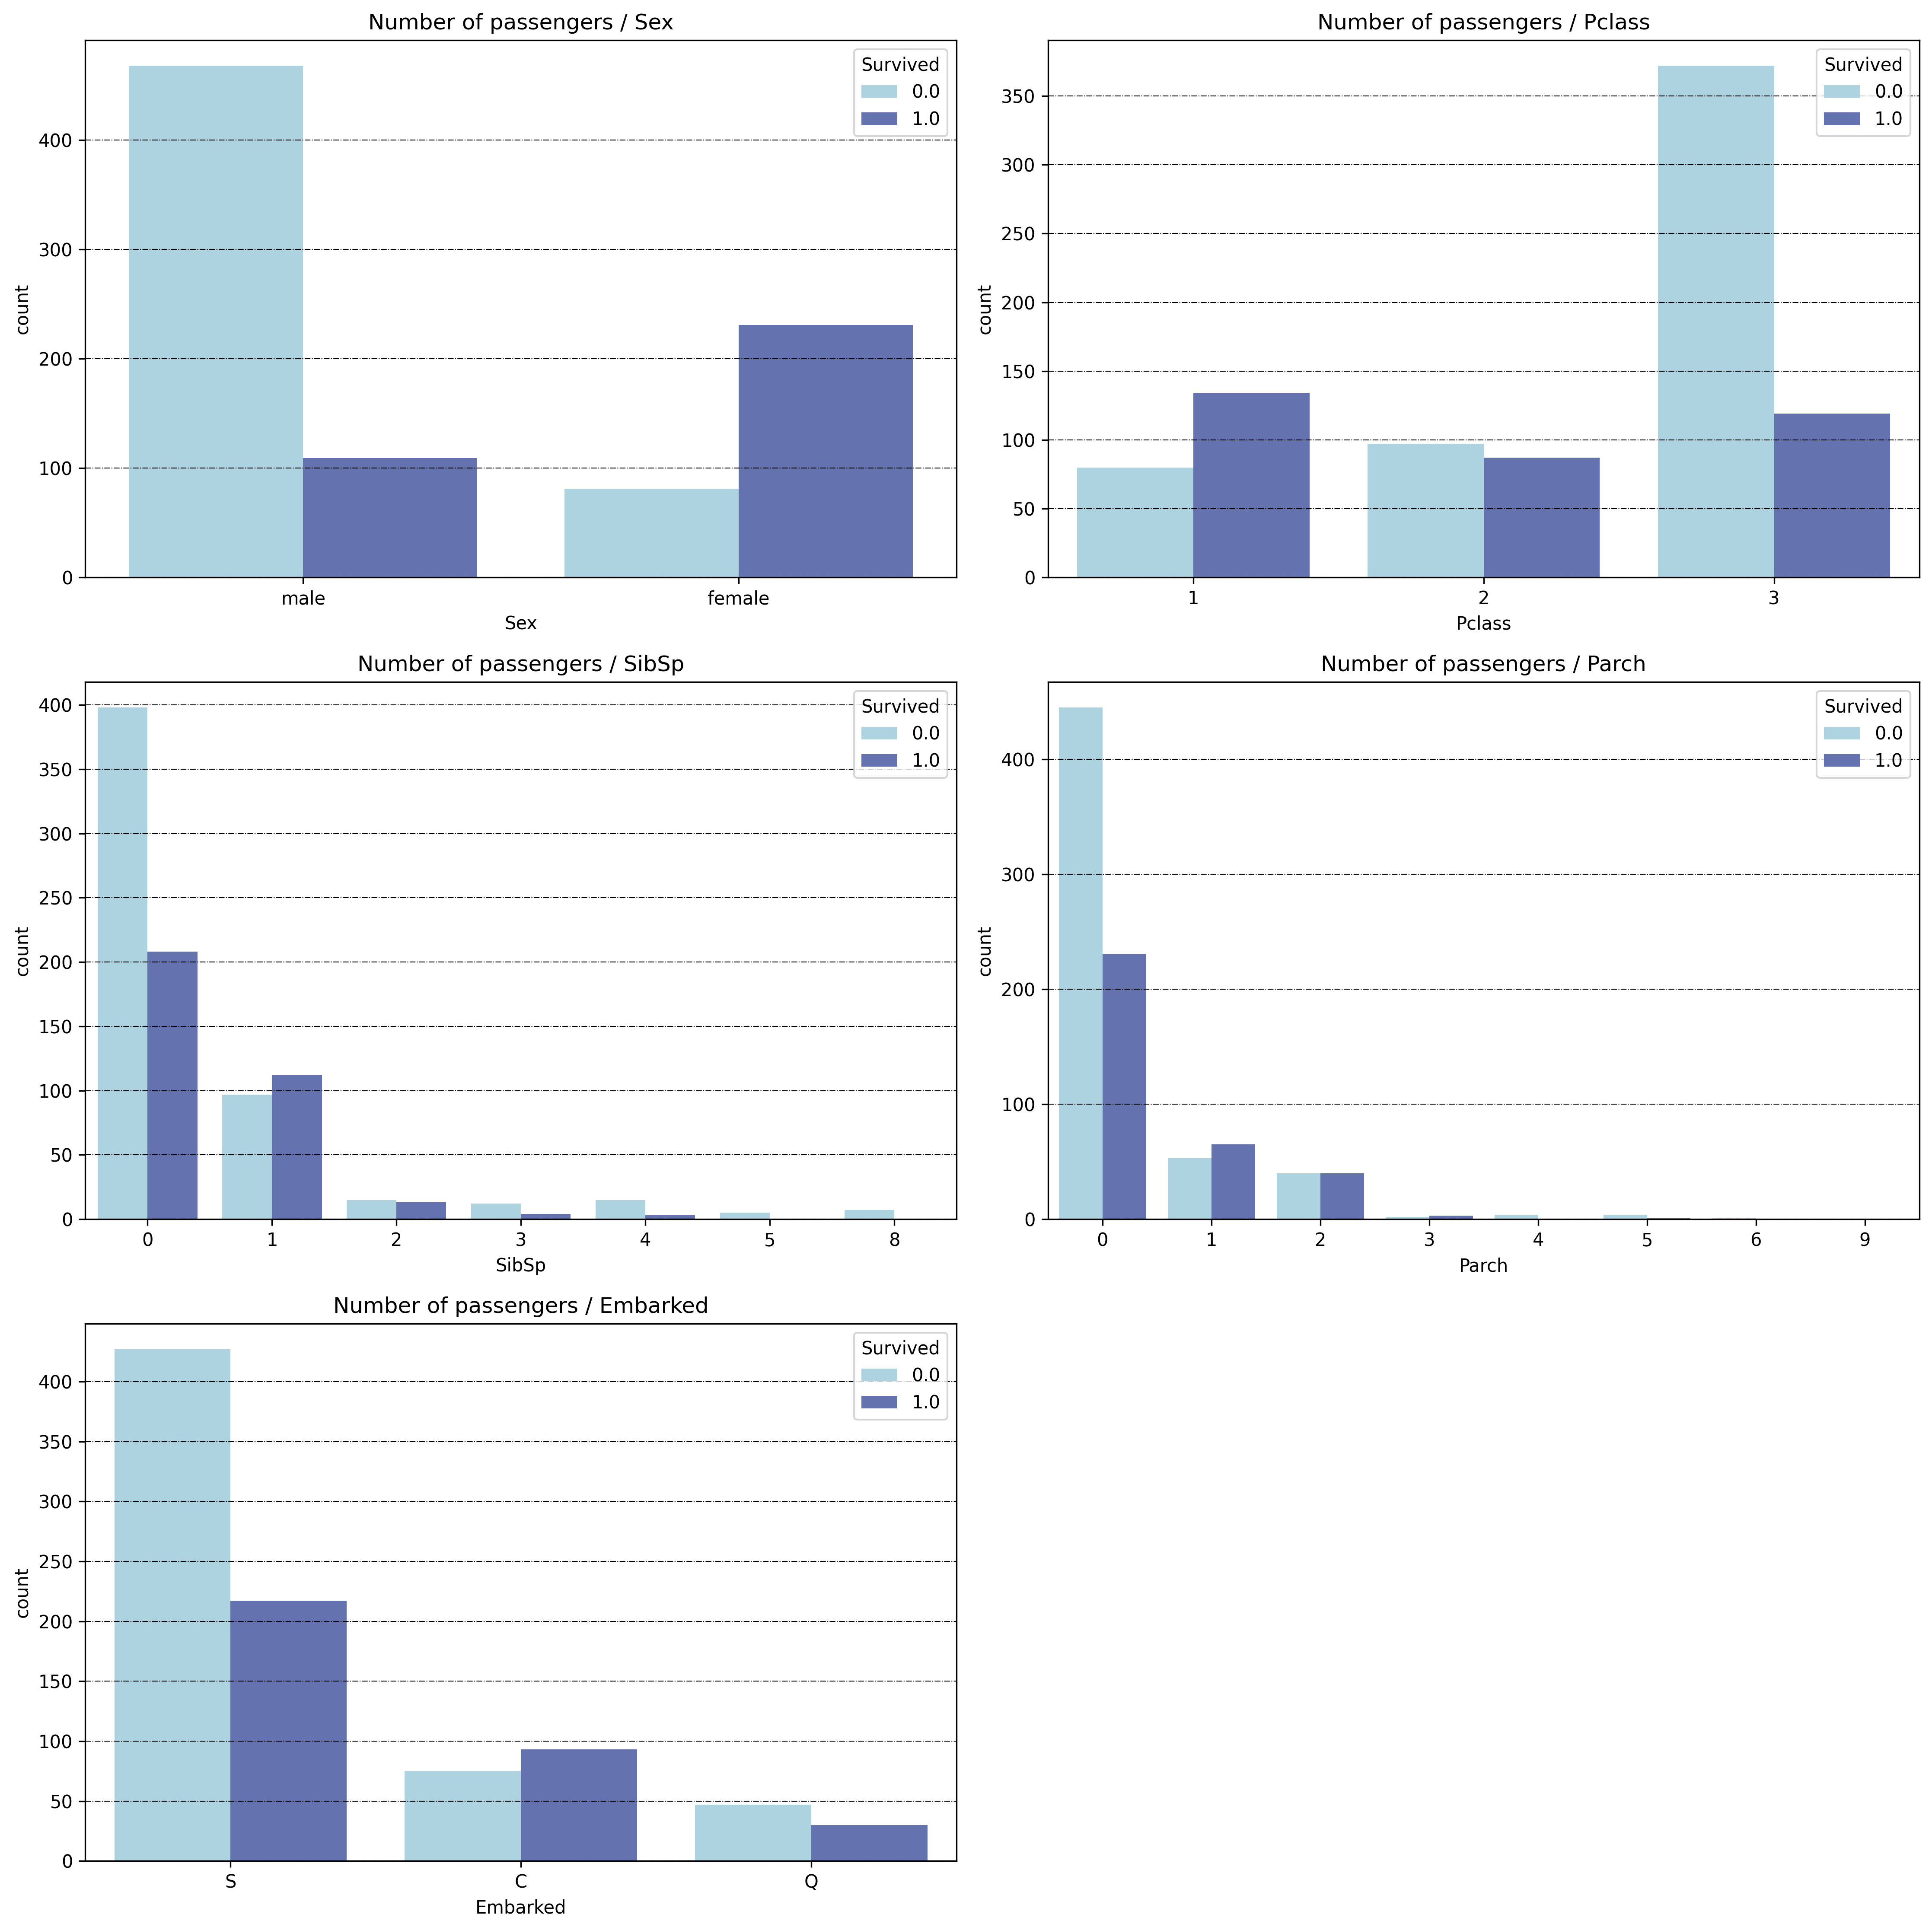 Number of passengers / Sex
Survived
0.0
1.0
400
300
200
100
0
count
male female
Sex
Number of passengers / Pclass
Survived
0.0
1.0
350
300
250
200
150
100
50
0
count
1 2 3
Pclass
Number of passengers / SibSp
Survived
0.0
1.0
400
350
300
250
200
150
100
50
0
count
0 1 2 3 4 5 8
SibSp
Number of passengers / Parch
Survived
0.0
1.0
400
300
200
100
0
count
0 1 2 3 4 5 6 9
Parch
Number of passengers / Embarked
Survived
0.0
1.0
400
350
300
250
200
150
100
50
0
count
S C Q
Embarked